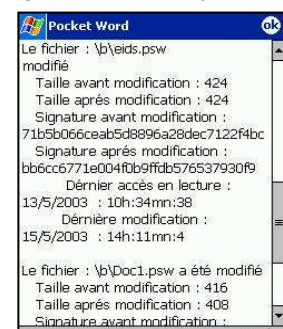 Pocket Word ok
Le fichier : \b\eids.psw
modifié
Taille avant modification : 424
Taille aprés modification : 424
Signature avant modification :
71b5b066ceab5d8896a28dec7122f4bc
Signature aprés modification :
bb6cc6771e004f0b9ffdb576537930f9
Dérnier accès en lecture :
13/5/2003 : 10h:34mn:38
Dérnière modification :
15/5/2003 : 14h:11mn:4
Le fichier : \b\Doc1.psw a été modifié
Taille avant modification : 416
Taille aprés modification : 408
Signature avant modification :